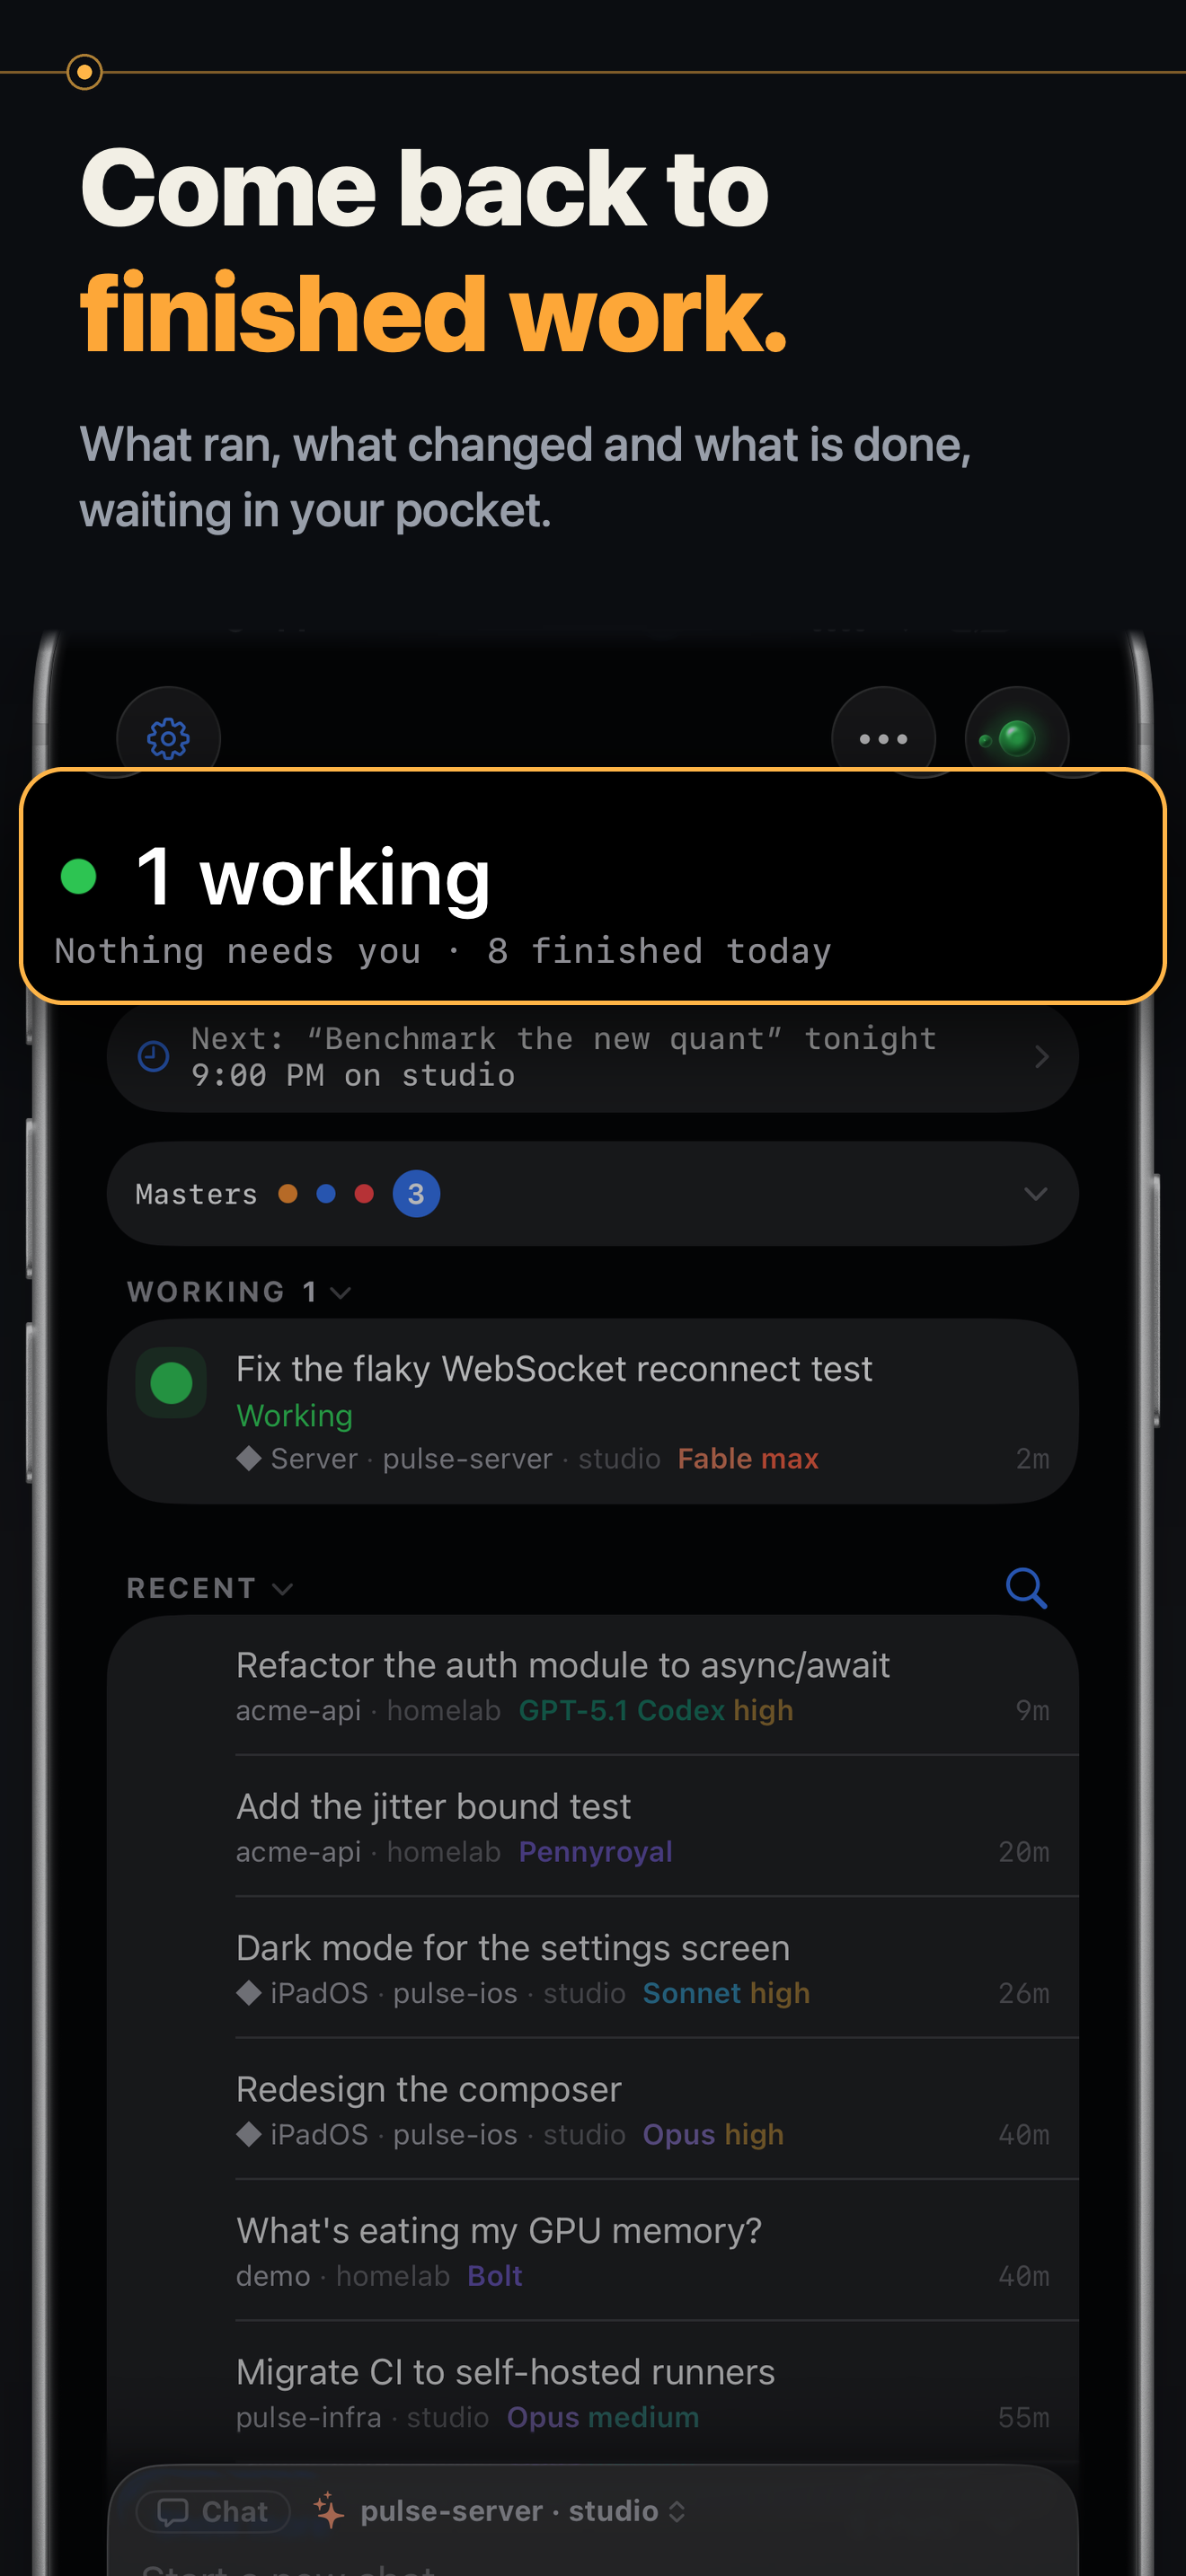 Come back to
finished work.
What ran, what changed and what is done,
waiting in your pocket.
1 working
Nothing needs you · 8 finished today
Next: “Benchmark the new quant” tonight
9:00 PM on studio
Masters 3
WORKING 1
Fix the flaky WebSocket reconnect test
Working
Server · pulse-server · studio Fable max 2m
RECENT
Refactor the auth module to async/await
acme-api · homelab GPT-5.1 Codex high 9m
Add the jitter bound test
acme-api · homelab Pennyroyal 20m
Dark mode for the settings screen
iPadOS · pulse-ios · studio Sonnet high 26m
Redesign the composer
iPadOS · pulse-ios · studio Opus high 40m
What's eating my GPU memory?
demo · homelab Bolt 40m
Migrate CI to self-hosted runners
pulse-infra · studio Opus medium 55m
Chat pulse-server · studio
Start a new chat